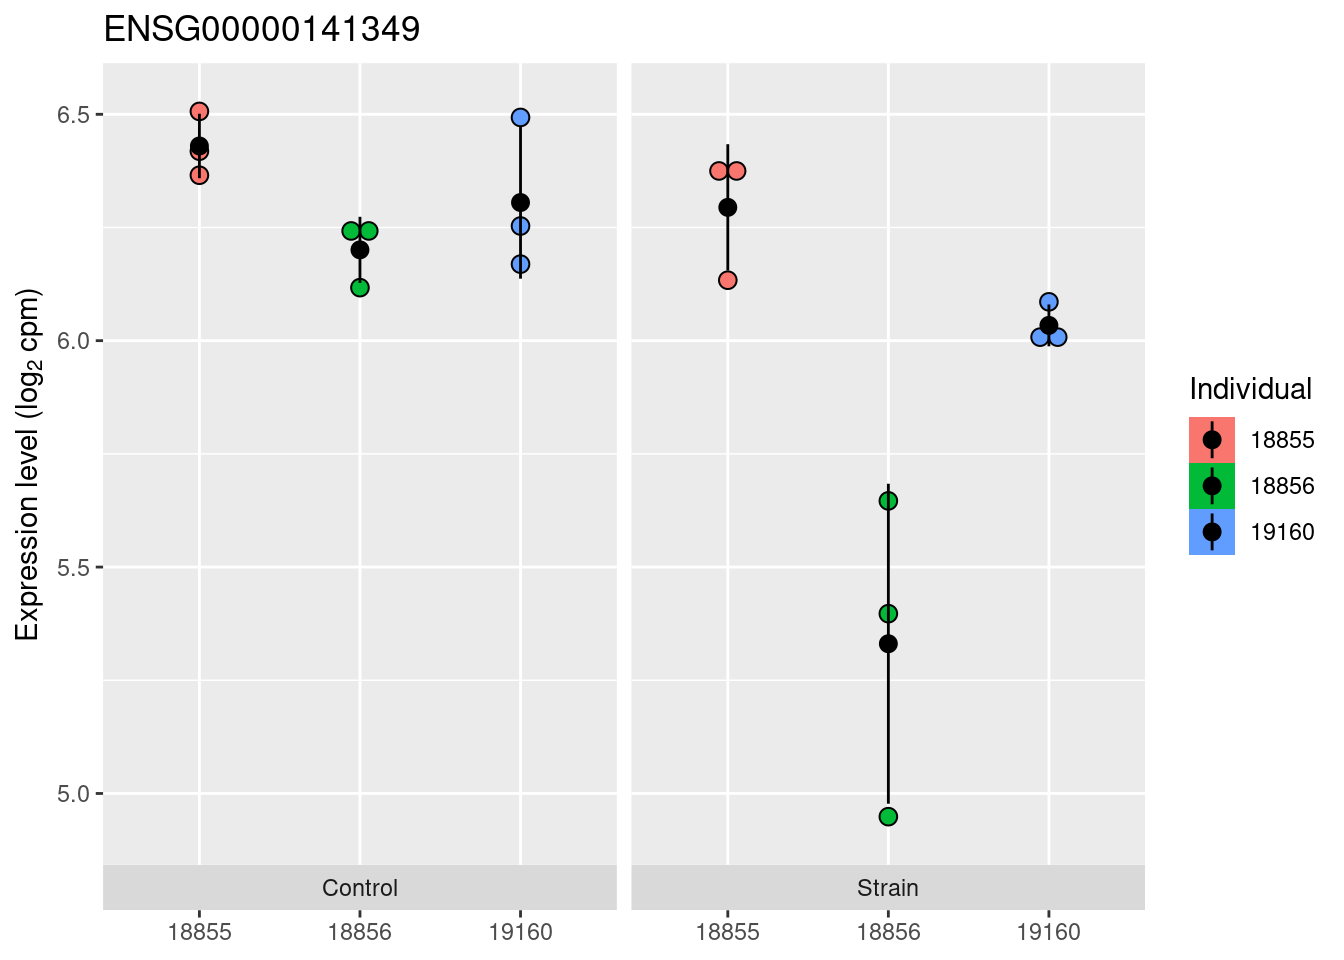 ENSG00000141349
Expression level (log₂ cpm)
6.5
6.0
5.5
5.0
Control
Strain
18855
18856
19160
18855
18856
19160
Individual
18855
18856
19160